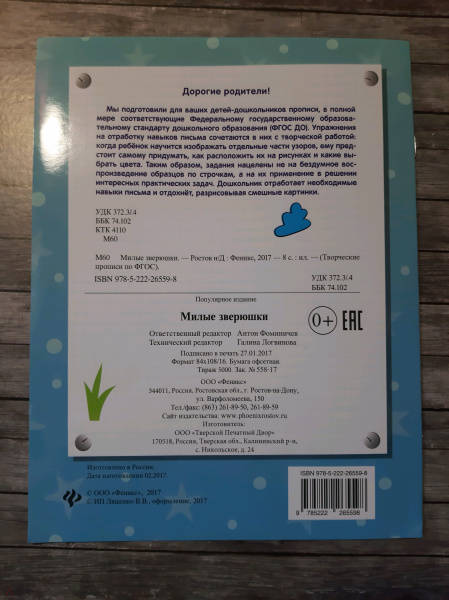 Дорогие родители!
Мы подготовили для ваших детей-дошкольников прописи, в полной
мере соответствующие Федеральному государственному образова-
тельному стандарту дошкольного образования (ФГОС ДО). Упражнения
на отработку навыков письма сочетаются в них с творческой работой:
когда ребёнок научится изображать отдельные части узоров, ему пред-
стоит самому придумать, как расположить их на рисунках и какие вы-
брать цвета. Таким образом, задания нацелены не на бездумное вос-
произведение образцов по строчкам, а на их применение в решении
интересных практических задач. Дошкольник отработает необходимые
навыки письма и отдохнёт, разрисовывая смешные картинки.
УДК 372.3/.4
ББК 74.102
КТК 4110
М60
М60 Милые зверюшки. — Ростов н/Д : Феникс, 2017 — 8 с. : ил. — (Творческие
прописи по ФГОС).
ISBN 978-5-222-26559-8
УДК 372.3/.4
ББК 74.102
Популярное издание
Милые зверюшки
Ответственный редактор Антон Фоминичев
Технический редактор Галина Логвинова
0+ EAC
Подписано в печать 27.01.2017
Формат 84х108/16. Бумага офсетная.
Тираж 5000. Зак. № 558-17
ООО «Феникс»
344011, Россия, Ростовская обл., г. Ростов-на-Дону,
ул. Варфоломеева, 150
Тел./факс: (863) 261-89-50, 261-89-59
Сайт издательства: www.phoenixrostov.ru
Изготовитель:
ООО «Тверской Печатный Двор»
170518, Россия, Тверская обл., Калининский р-н,
с. Никольское, д. 24
Изготовлено в России
Дата изготовления 02.2017.
© ООО «Феникс», 2017
© ИП Ляценко В.В., оформление, 2017
ISBN 978-5-222-26559-8
9 785222 265598